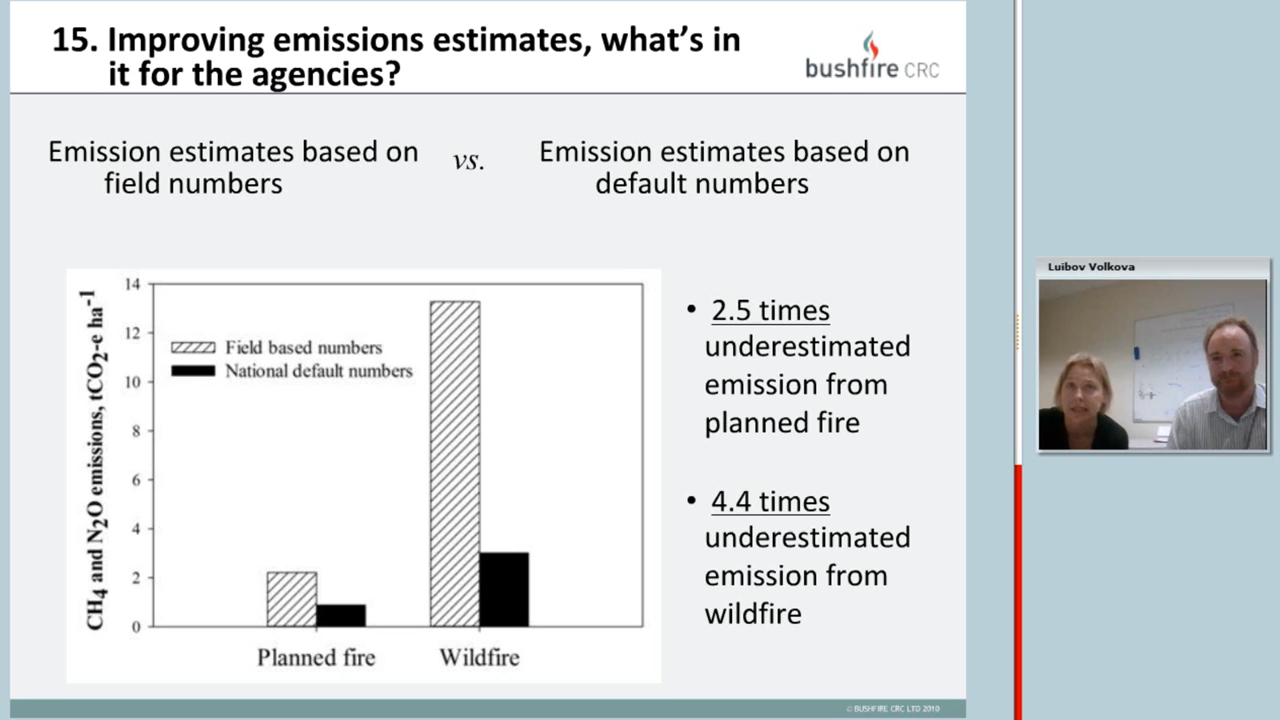 15. Improving emissions estimates, what’s in
it for the agencies?
bushfire CRC
Emission estimates based on
field numbers
vs.
Emission estimates based on
default numbers
CH4 and N2O emissions, tCO2-e ha-1
14
12
10
8
6
4
2
0
Field based numbers
National default numbers
Planned fire
Wildfire
• 2.5 times
underestimated
emission from
planned fire
• 4.4 times
underestimated
emission from
wildfire
Luibov Volkova
© BUSHFIRE CRC LTD 2010